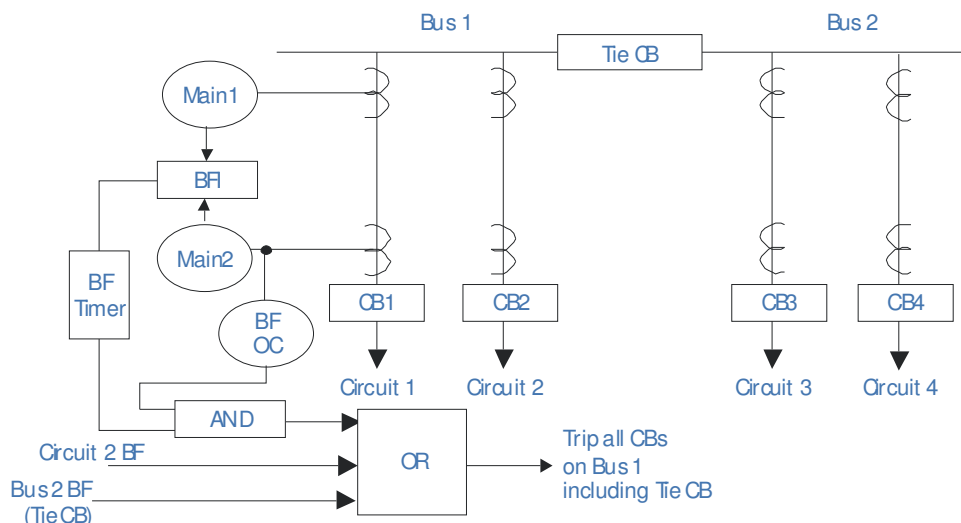 Bus 1
Bus 2
Tie CB
Main1
BFI
Main2
BF
Timer
BF
OC
CB1
CB2
CB3
CB4
Circuit 1
Circuit 2
Circuit 3
Circuit 4
AND
Circuit 2 BF
OR
Trip all CBs
on Bus 1
including Tie CB
Bus 2 BF
(Tie CB)